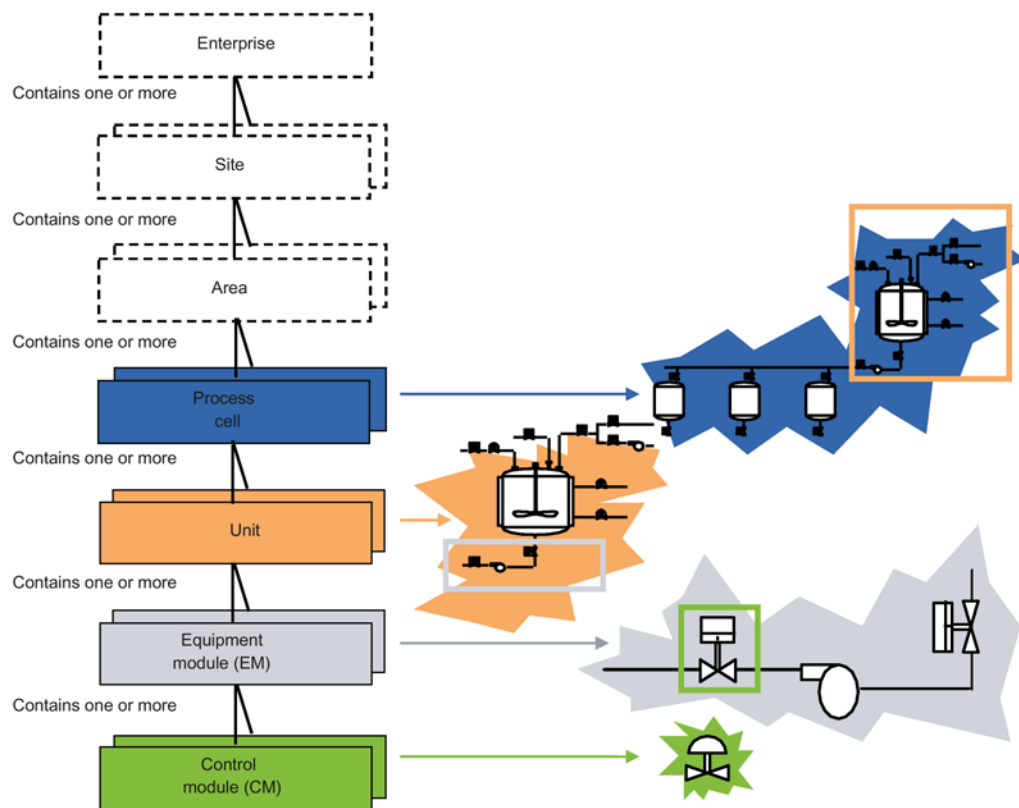 Enterprise
Contains one or more
Site
Contains one or more
Area
Contains one or more
Process
cell
Contains one or more
Unit
Contains one or more
Equipment
module (EM)
Contains one or more
Control
module (CM)